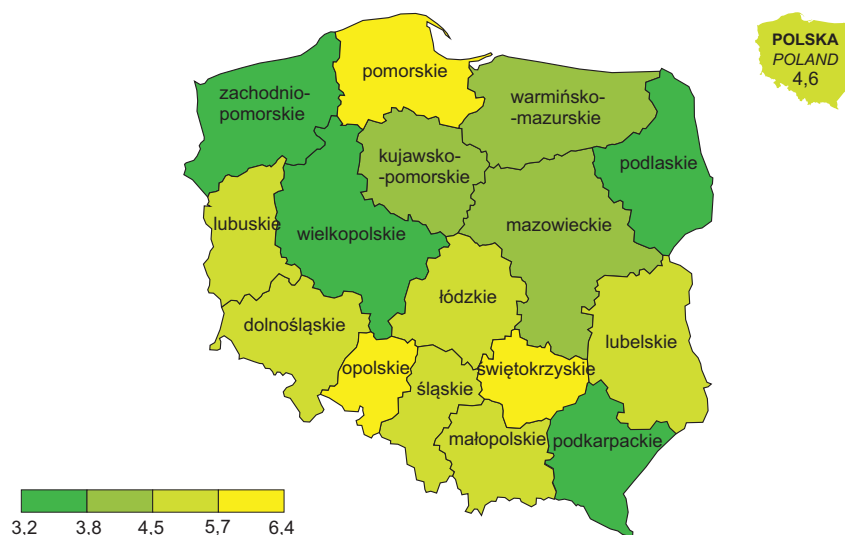 POLSKA
POLAND
4,6
pomorskie
zachodnio-
pomorskie
warmińsko-
-mazurskie
kujawsko-
-pomorskie
podlaskie
lubuskie
wielkopolskie
mazowieckie
łódzkie
dolnośląskie
lubelskie
opolskie
śląskie
świętokrzyskie
małopolskie
podkarpackie
3,2 3,8 4,5 5,7 6,4